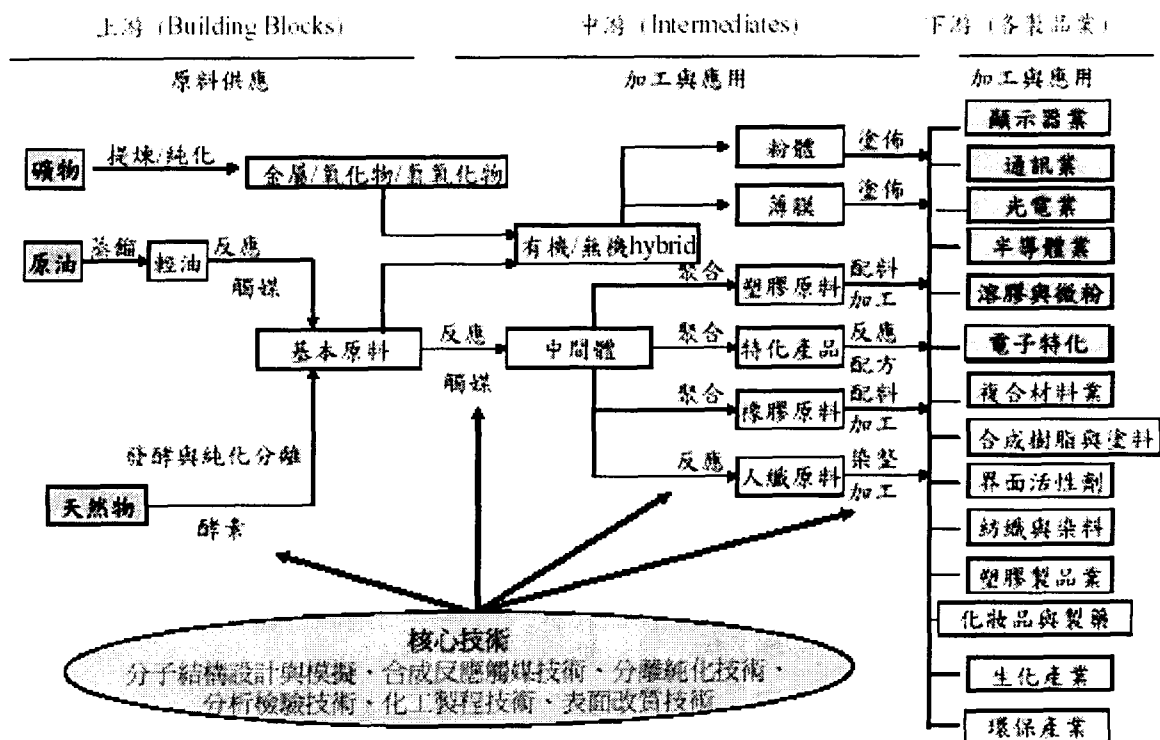 上游 (Building Blocks)
中游 (Intermediates)
下游 (各製品業)
原料供應
加工與應用
加工與應用
礦物
提煉/純化
金屬/氧化物/氫氧化物
原油
蒸餾
輕油
反應
觸媒
有機/無機hybrid
基本原料
反應
觸媒
中間體
發酵與純化分離
天然物
酵素
粉體
塗佈
薄膜
塗佈
聚合
塑膠原料
配料
加工
聚合
特化產品
反應
配方
聚合
橡膠原料
配料
加工
反應
人纖原料
染整
加工
顯示器業
通訊業
光電業
半導體業
溶膠與微粉
電子特化
複合材料業
合成樹脂與塗料
界面活性劑
紡織與染料
塑膠製品業
化妝品與製藥
生化產業
環保產業
核心技術
分子結構設計與模擬、合成反應觸媒技術、分離純化技術、
分析檢驗技術、化工製程技術、表面改質技術